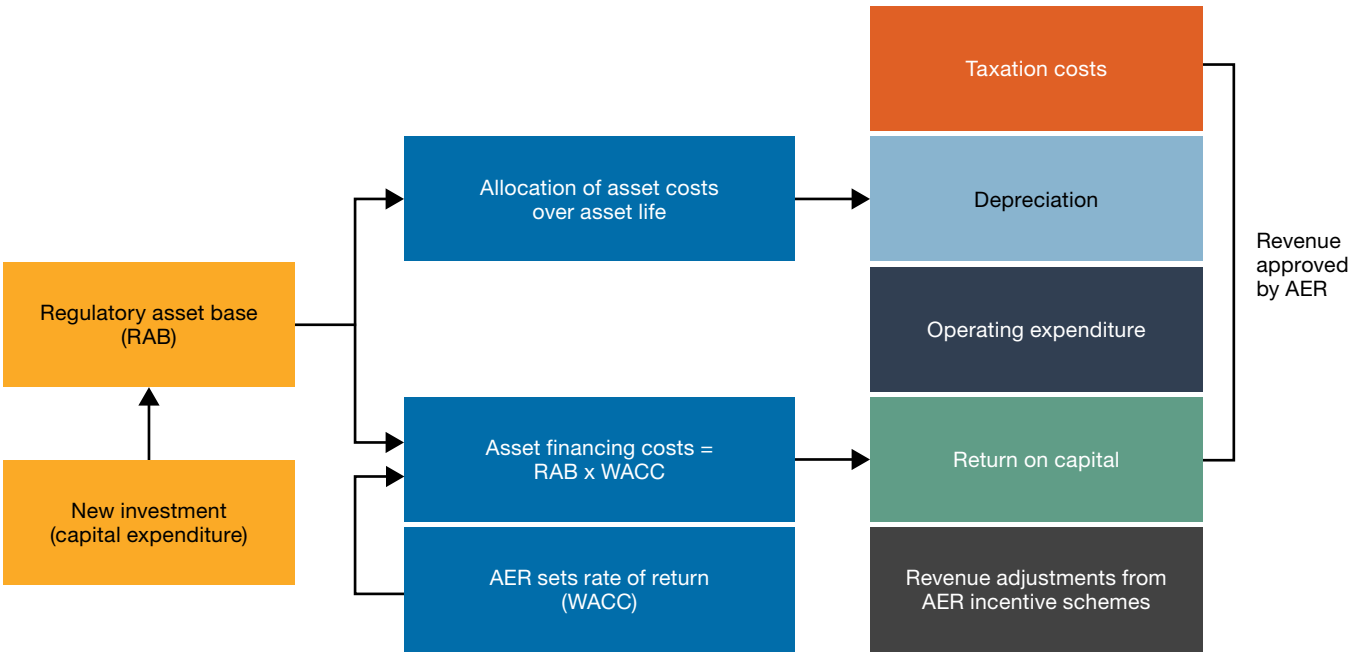 Taxation costs
Allocation of asset costs
over asset life
Depreciation
Revenue
approved
by AER
Regulatory asset base
(RAB)
Operating expenditure
Asset financing costs =
RAB x WACC
Return on capital
New investment
(capital expenditure)
AER sets rate of return
(WACC)
Revenue adjustments from
AER incentive schemes